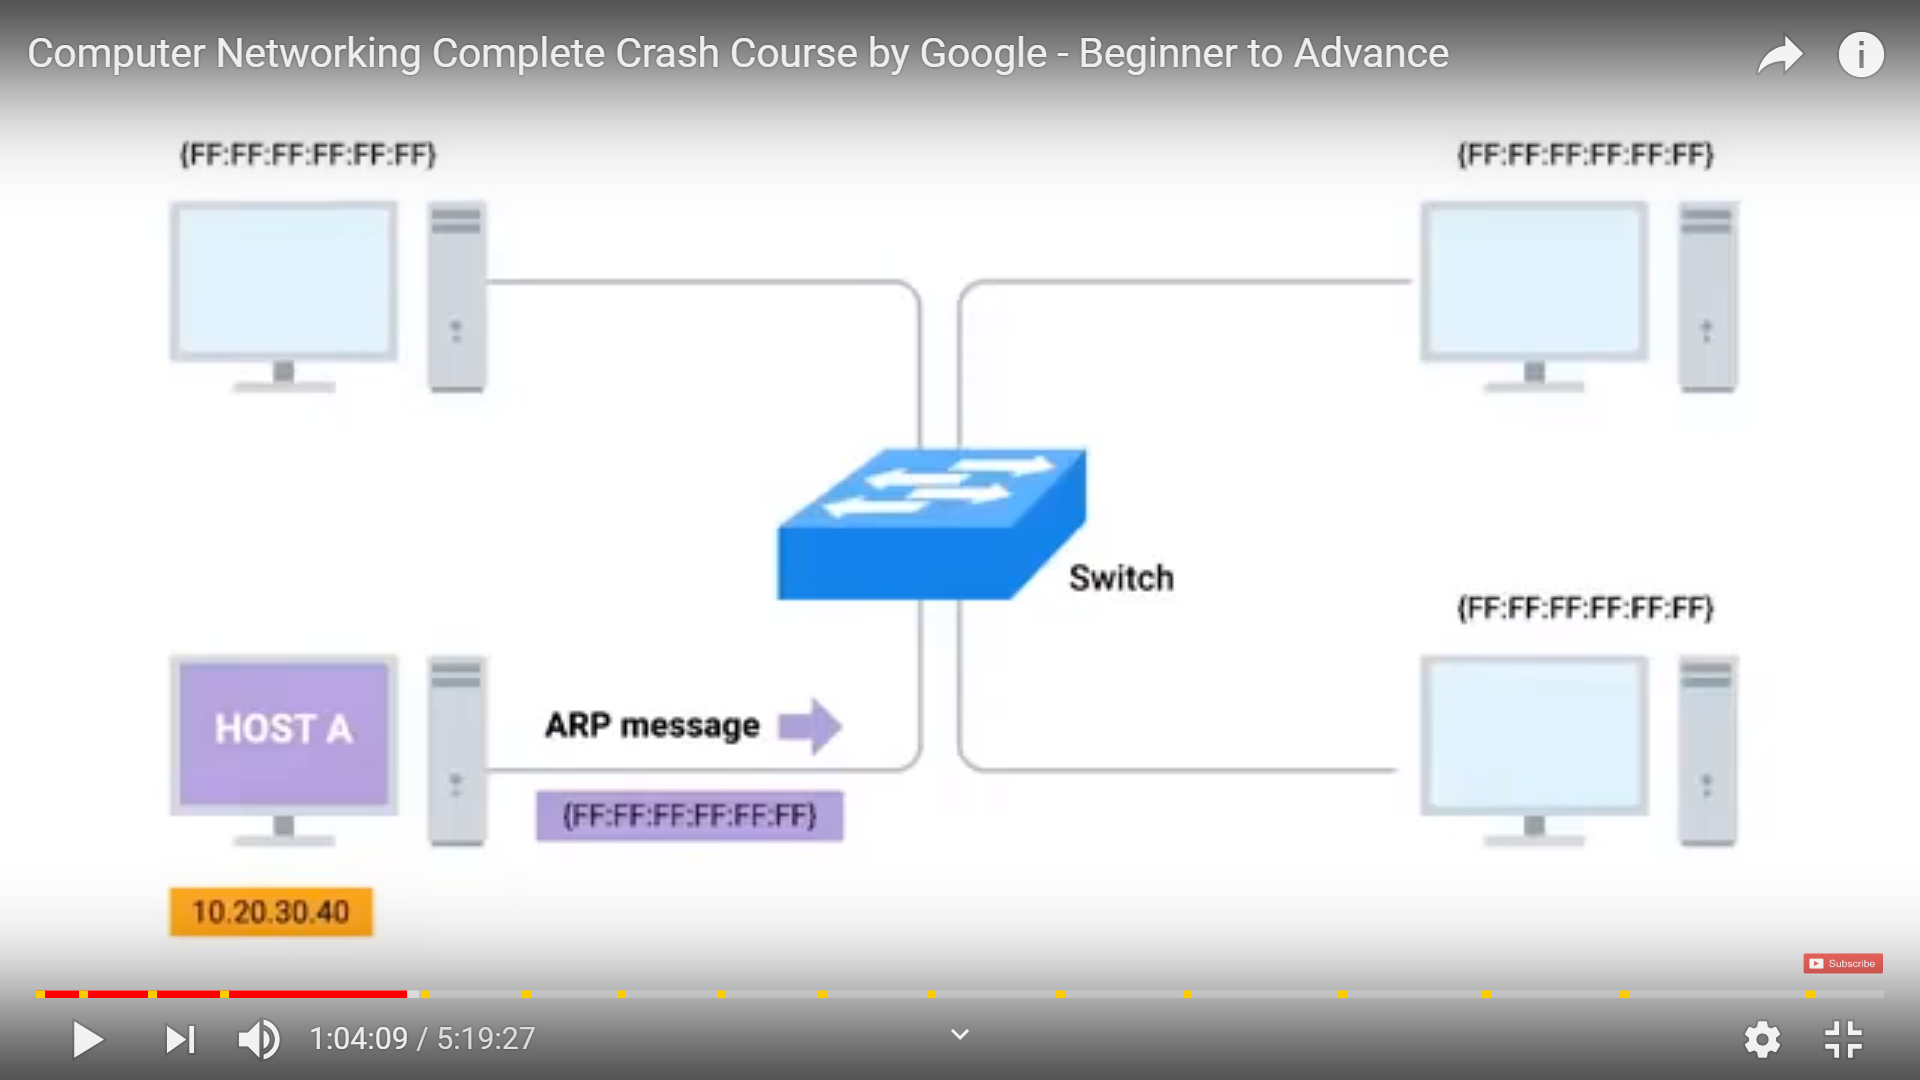 Computer Networking Complete Crash Course by Google - Beginner to Advance
{FF:FF:FF:FF:FF:FF}
{FF:FF:FF:FF:FF:FF}
Switch
{FF:FF:FF:FF:FF:FF}
HOST A
ARP message
{FF:FF:FF:FF:FF:FF}
10.20.30.40
Subscribe
1:04:09 / 5:19:27